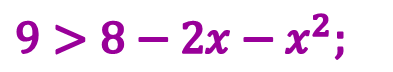 9 > 8 − 2x − x²;